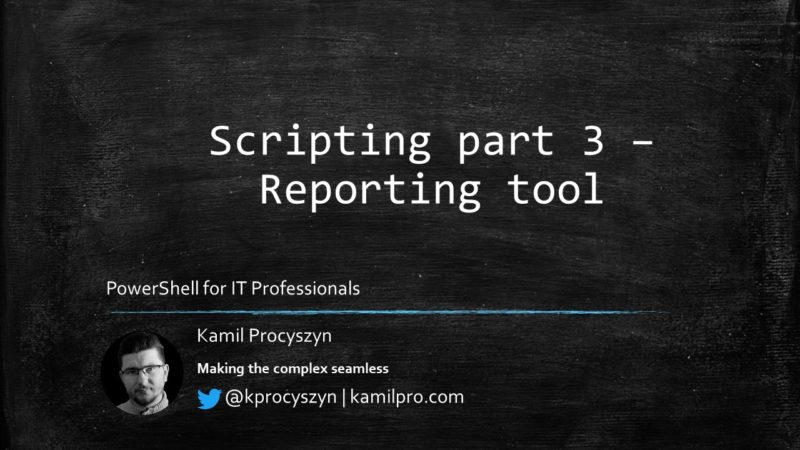 Scripting part 3 –
Reporting tool
PowerShell for IT Professionals
Kamil Procyszyn
Making the complex seamless
@kprocyszyn | kamilpro.com